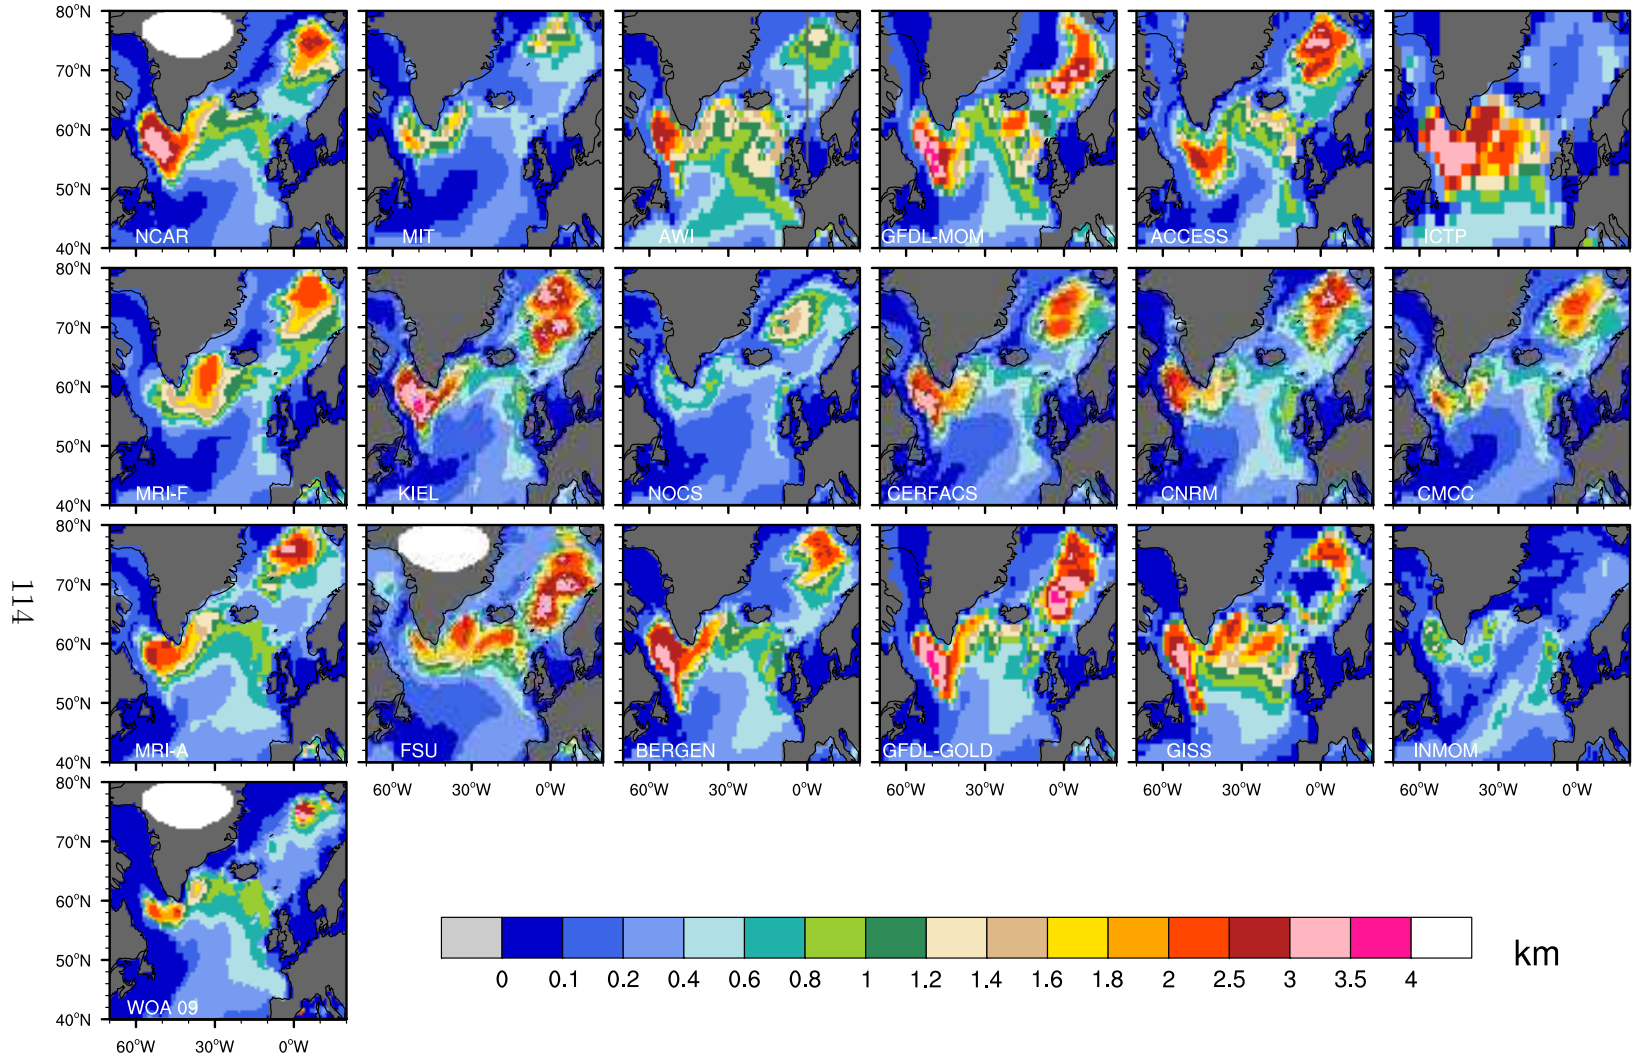 80°N
70°N
60°N
50°N
40°N
NCAR
MIT
AWI
GFDL-MOM
ACCESS
ICTP
80°N
70°N
60°N
50°N
40°N
MRI-F
KIEL
NOCS
CERFACS
CNRM
CMCC
80°N
70°N
60°N
50°N
40°N
MRI-A
FSU
BERGEN
GFDL-GOLD
GISS
INMOM
114
60°W 30°W 0°W
60°W 30°W 0°W
60°W 30°W 0°W
60°W 30°W 0°W
60°W 30°W 0°W
80°N
70°N
60°N
50°N
40°N
WOA 09
60°W 30°W 0°W
0 0.1 0.2 0.4 0.6 0.8 1 1.2 1.4 1.6 1.8 2 2.5 3 3.5 4
km